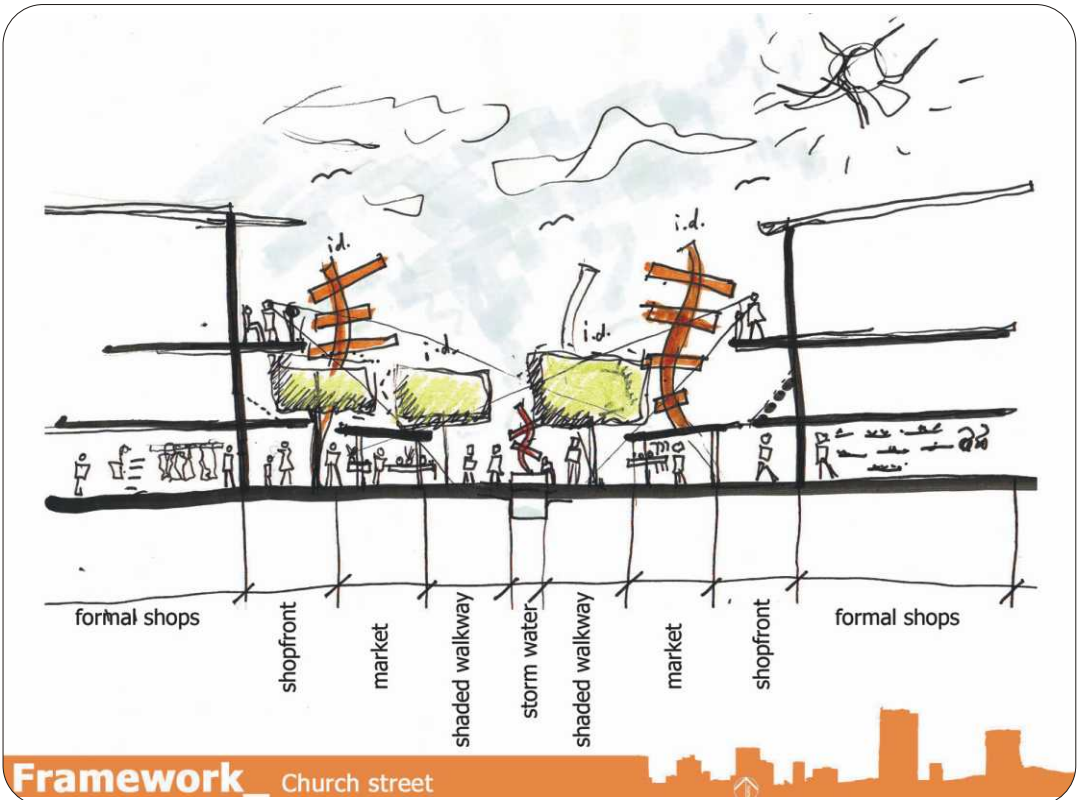 i.d.
i.d.
i.d.
i.d.
formal shops
shopfront
market
shaded walkway
storm water
shaded walkway
market
shopfront
formal shops
Framework_ Church street